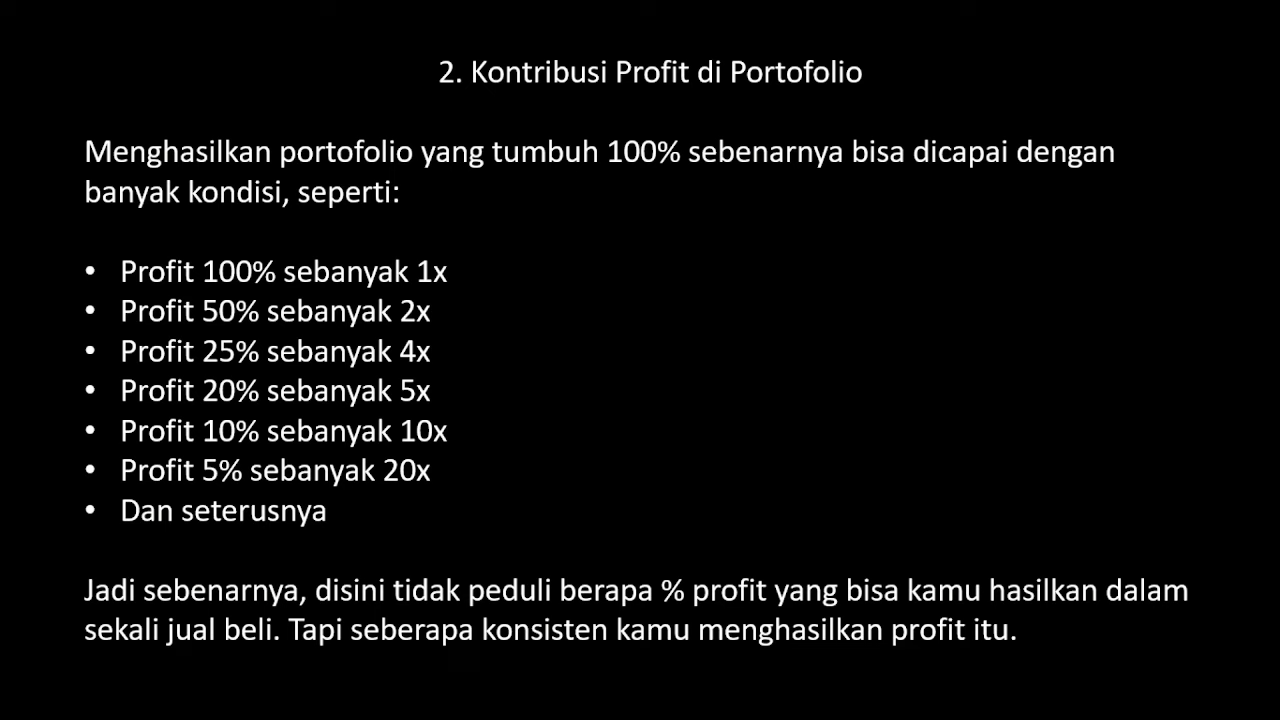 2. Kontribusi Profit di Portofolio
Menghasilkan portofolio yang tumbuh 100% sebenarnya bisa dicapai dengan
banyak kondisi, seperti:
• Profit 100% sebanyak 1x
• Profit 50% sebanyak 2x
• Profit 25% sebanyak 4x
• Profit 20% sebanyak 5x
• Profit 10% sebanyak 10x
• Profit 5% sebanyak 20x
• Dan seterusnya
Jadi sebenarnya, disini tidak peduli berapa % profit yang bisa kamu hasilkan dalam
sekali jual beli. Tapi seberapa konsisten kamu menghasilkan profit itu.